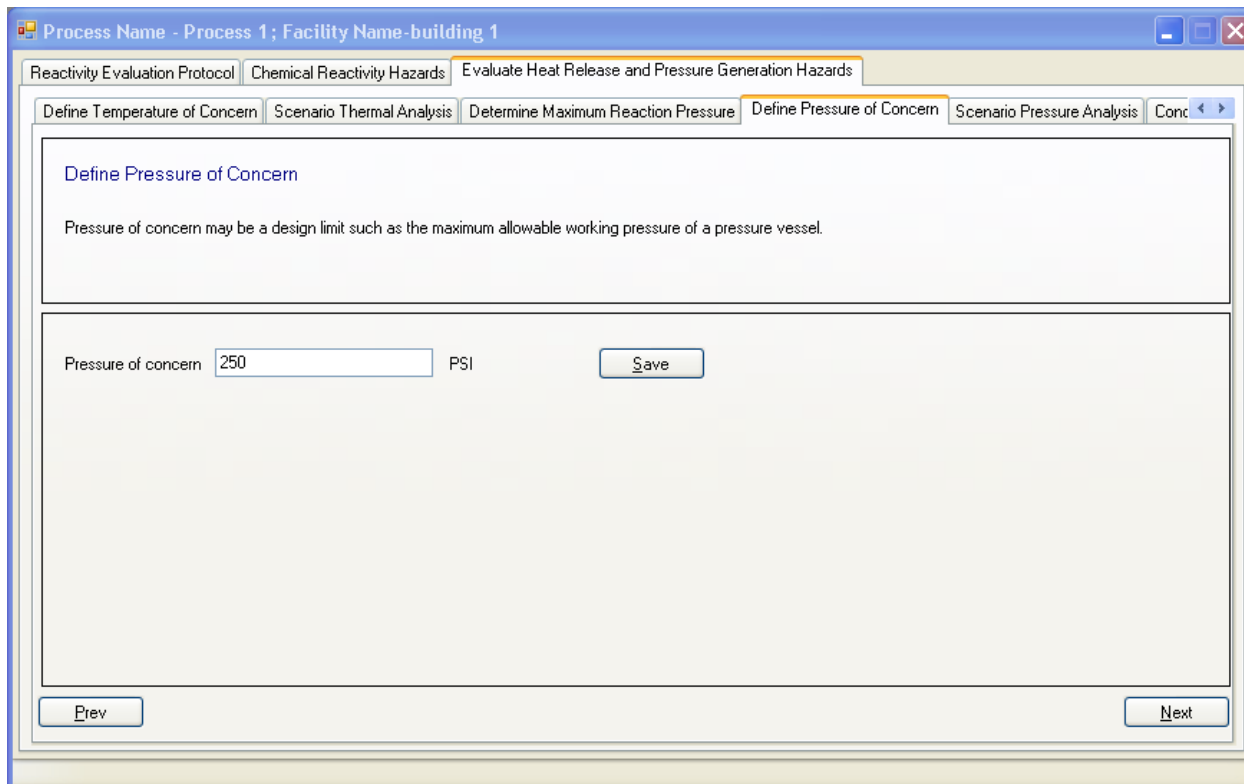 Process Name - Process 1; Facility Name-building 1
Reactivity Evaluation Protocol Chemical Reactivity Hazards Evaluate Heat Release and Pressure Generation Hazards
Define Temperature of Concern Scenario Thermal Analysis Determine Maximum Reaction Pressure Define Pressure of Concern Scenario Pressure Analysis Conc
Define Pressure of Concern
Pressure of concern may be a design limit such as the maximum allowable working pressure of a pressure vessel.
Pressure of concern 250 PSI Save
Prev Next